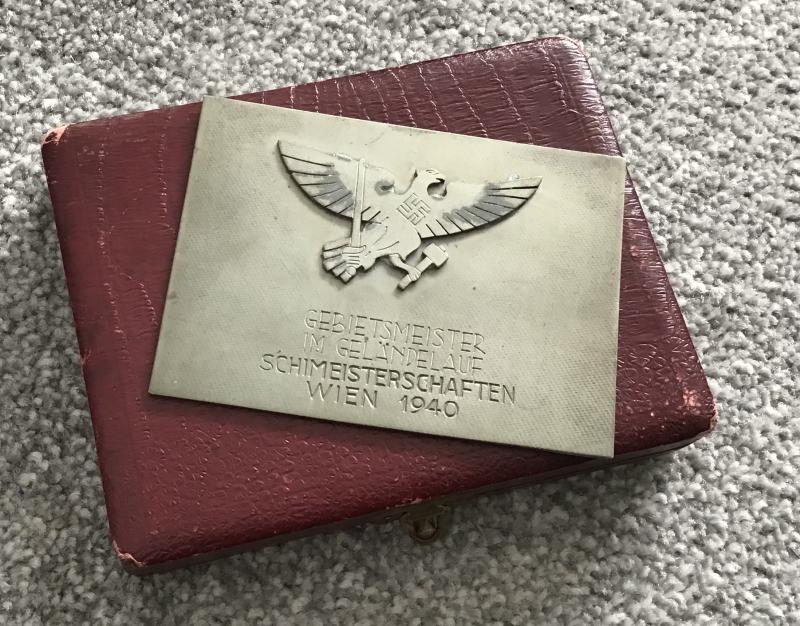 GEBIETSMEISTER
IM GELÄNDELAUF
SCHIMEISTERSCHAFTEN
WIEN 1940